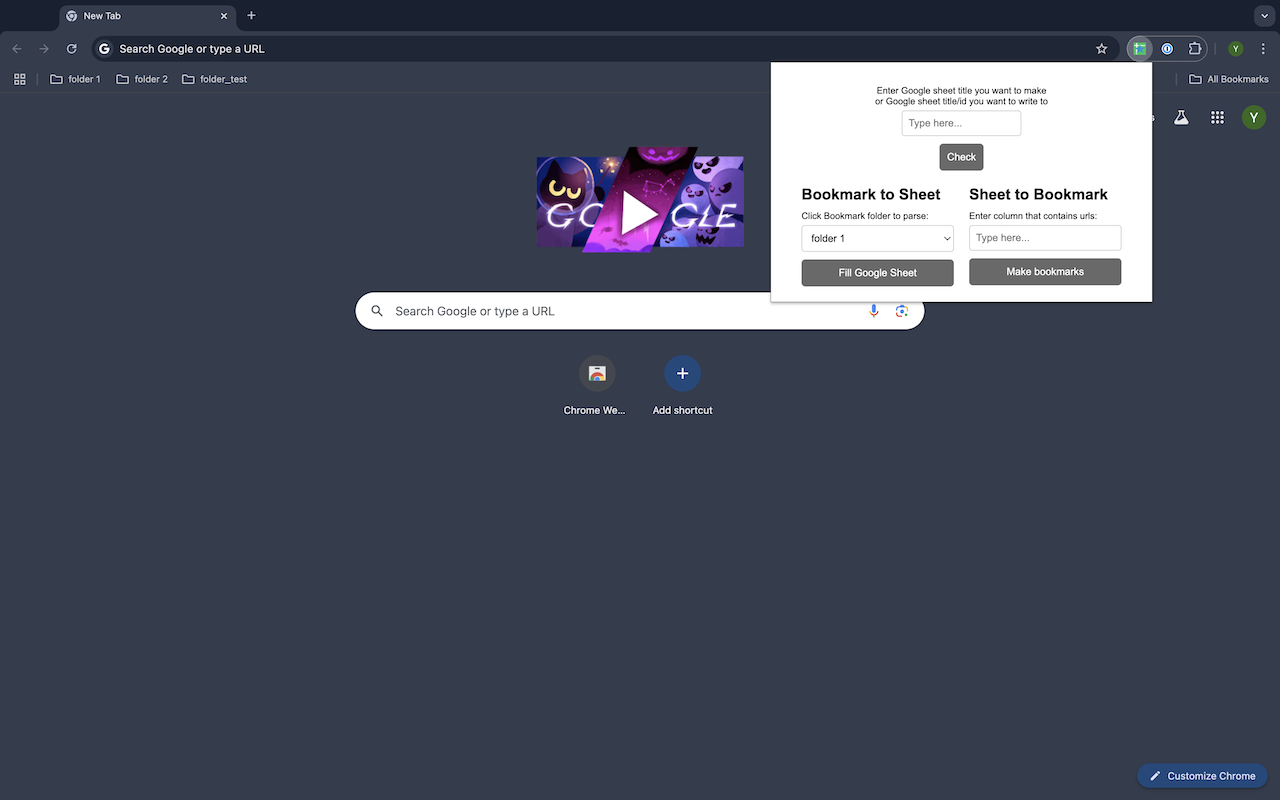 New Tab
Search Google or type a URL
Y
folder 1
folder 2
folder_test
All Bookmarks
Enter Google sheet title you want to make
or Google sheet title/id you want to write to
Type here...
Check
Bookmark to Sheet
Sheet to Bookmark
Click Bookmark folder to parse:
Enter column that contains urls:
folder 1
Type here...
Fill Google Sheet
Make bookmarks
s
Y
Search Google or type a URL
Chrome We...
Add shortcut
Customize Chrome